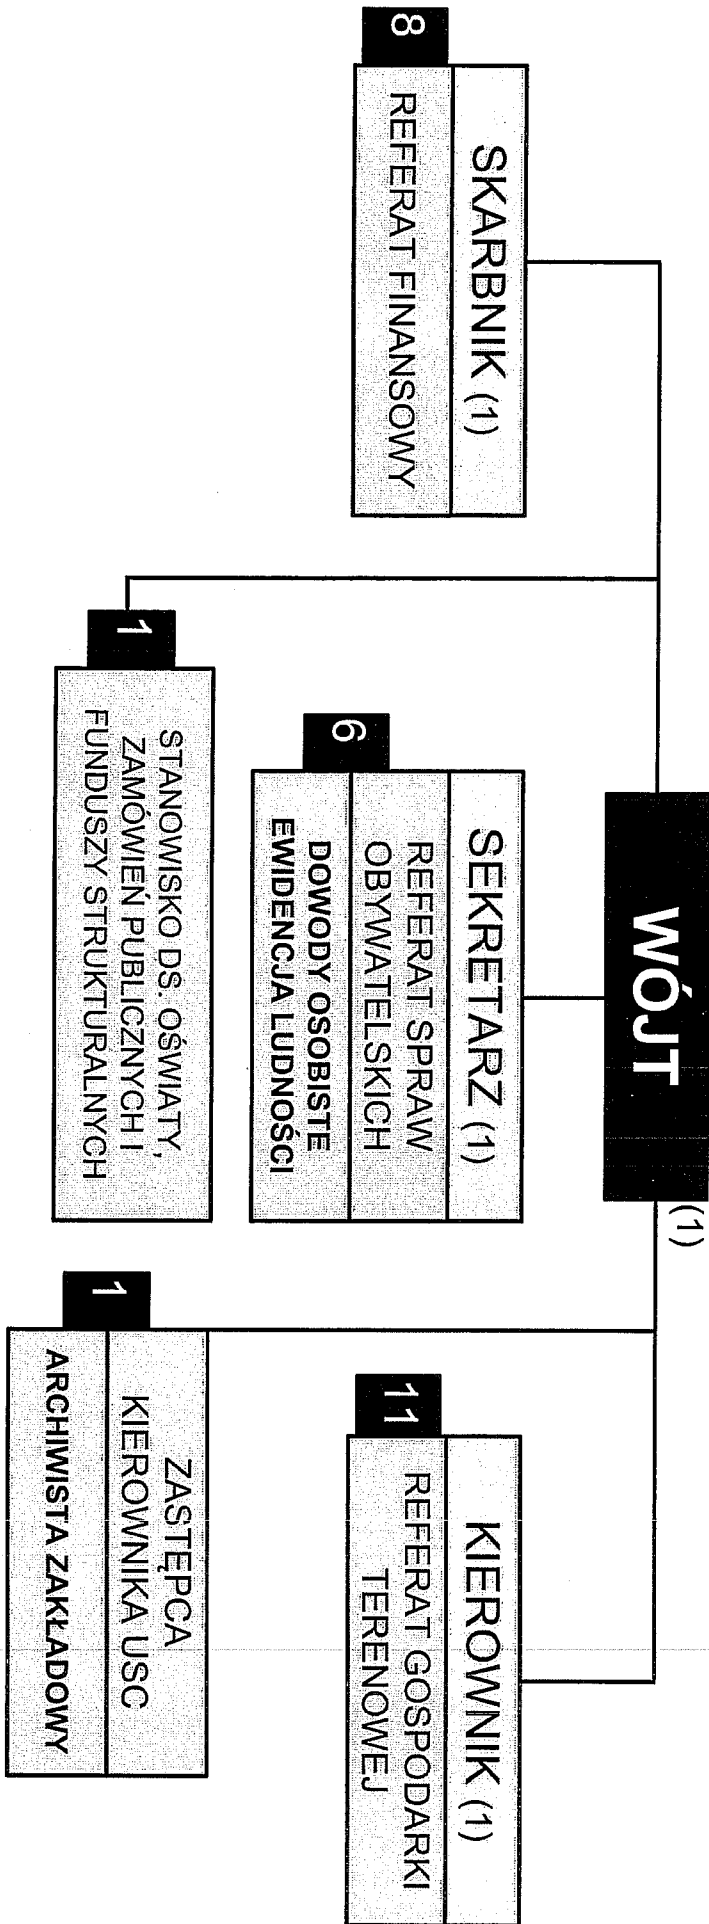 WÓJT
(1)
8
SKARBNIK (1)
REFERAT FINANSOWY
1
STANOWISKO DS. OŚWIATY,
ZAMÓWIEŃ PUBLICZNYCH I
FUNDUSZY STRUKTURALNYCH
6
SEKRETARZ (1)
REFERAT SPRAW
OBYWATELSKICH
DOWODY OSOBISTE
EWIDENCJA LUDNOŚCI
1
ZASTĘPCA
KIEROWNIKA USC
ARCHIWISTA ZAKŁADOWY
11
KIEROWNIK (1)
REFERAT GOSPODARKI
TERENOWEJ